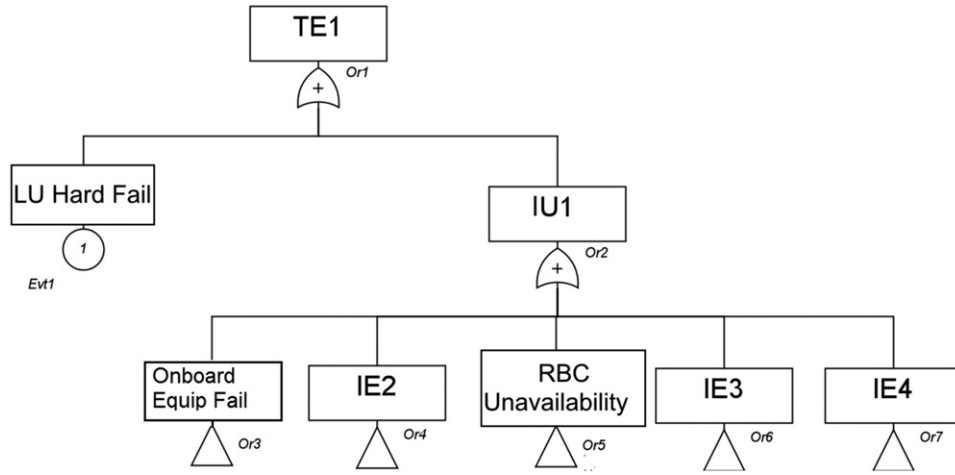 TE1
Or1
+
LU Hard Fail
1
Evt1
IU1
Or2
+
Onboard
Equip Fail
Or3
IE2
Or4
RBC
Unavailability
Or5
IE3
Or6
IE4
Or7